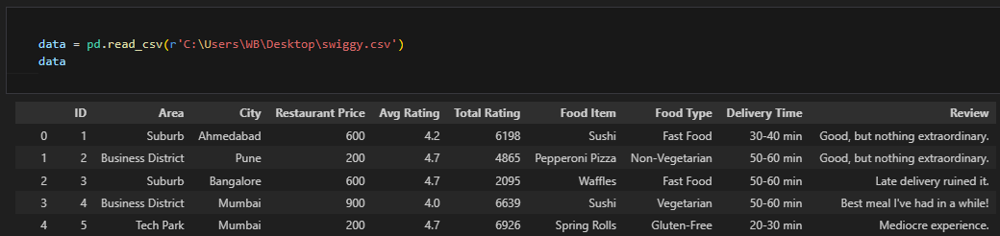 data = pd.read_csv(r'C:\Users\WB\Desktop\swiggy.csv')
data
ID Area City Restaurant Price Avg Rating Total Rating Food Item Food Type Delivery Time Review
0 1 Suburb Ahmedabad 600 4.2 6198 Sushi Fast Food 30-40 min Good, but nothing extraordinary.
1 2 Business District Pune 200 4.7 4865 Pepperoni Pizza Non-Vegetarian 50-60 min Good, but nothing extraordinary.
2 3 Suburb Bangalore 600 4.7 2095 Waffles Fast Food 50-60 min Late delivery ruined it.
3 4 Business District Mumbai 900 4.0 6639 Sushi Vegetarian 50-60 min Best meal I've had in a while!
4 5 Tech Park Mumbai 200 4.7 6926 Spring Rolls Gluten-Free 20-30 min Mediocre experience.